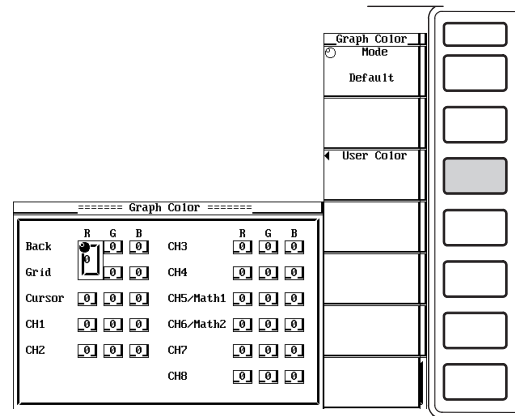 Graph Color
Mode
Default
User Color
======= Graph Color =======
R G B R G B
Back 0 0 0 CH3 0 0 0
Grid 0 0 CH4 0 0 0
Cursor 0 0 0 CH5/Math1 0 0 0
CH1 0 0 0 CH6/Math2 0 0 0
CH2 0 0 0 CH7 0 0 0
CH8 0 0 0